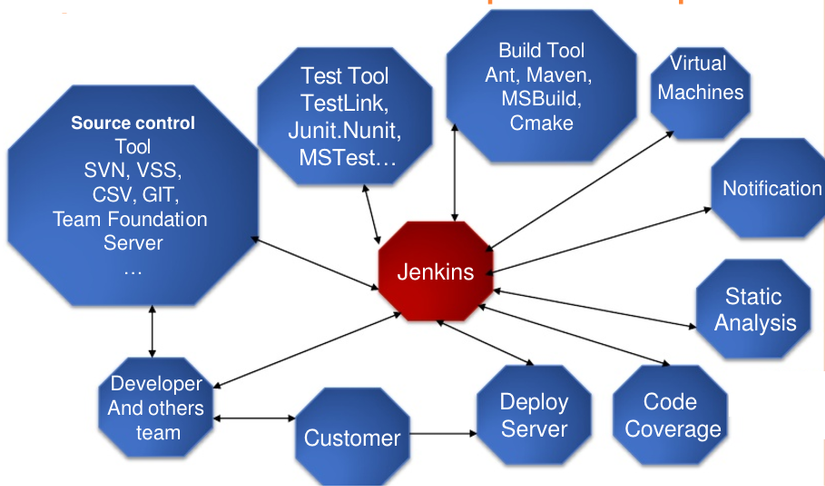 Source control
Tool
SVN, VSS,
CSV, GIT,
Team Foundation
Server
...
Test Tool
TestLink,
Junit.Nunit,
MSTest...
Build Tool
Ant, Maven,
MSBuild,
Cmake
Virtual
Machines
Notification
Jenkins
Static
Analysis
Developer
And others
team
Customer
Deploy
Server
Code
Coverage